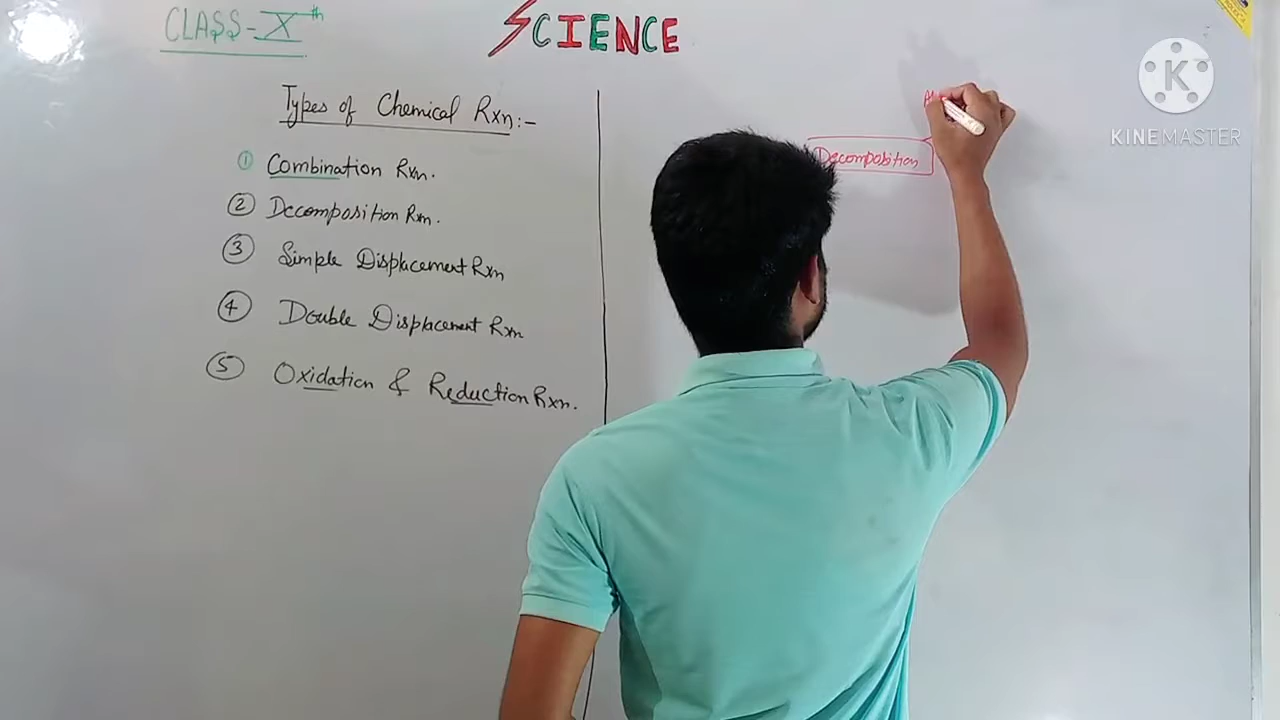 CLASS-Xth
SCIENCE
Types of Chemical Rxn:-
① Combination Rxn.
② Decomposition Rxn.
③ Simple Displacement Rxn
④ Double Displacement Rxn
⑤ Oxidation & Reduction Rxn.
Decomposition
K
KINEMASTER